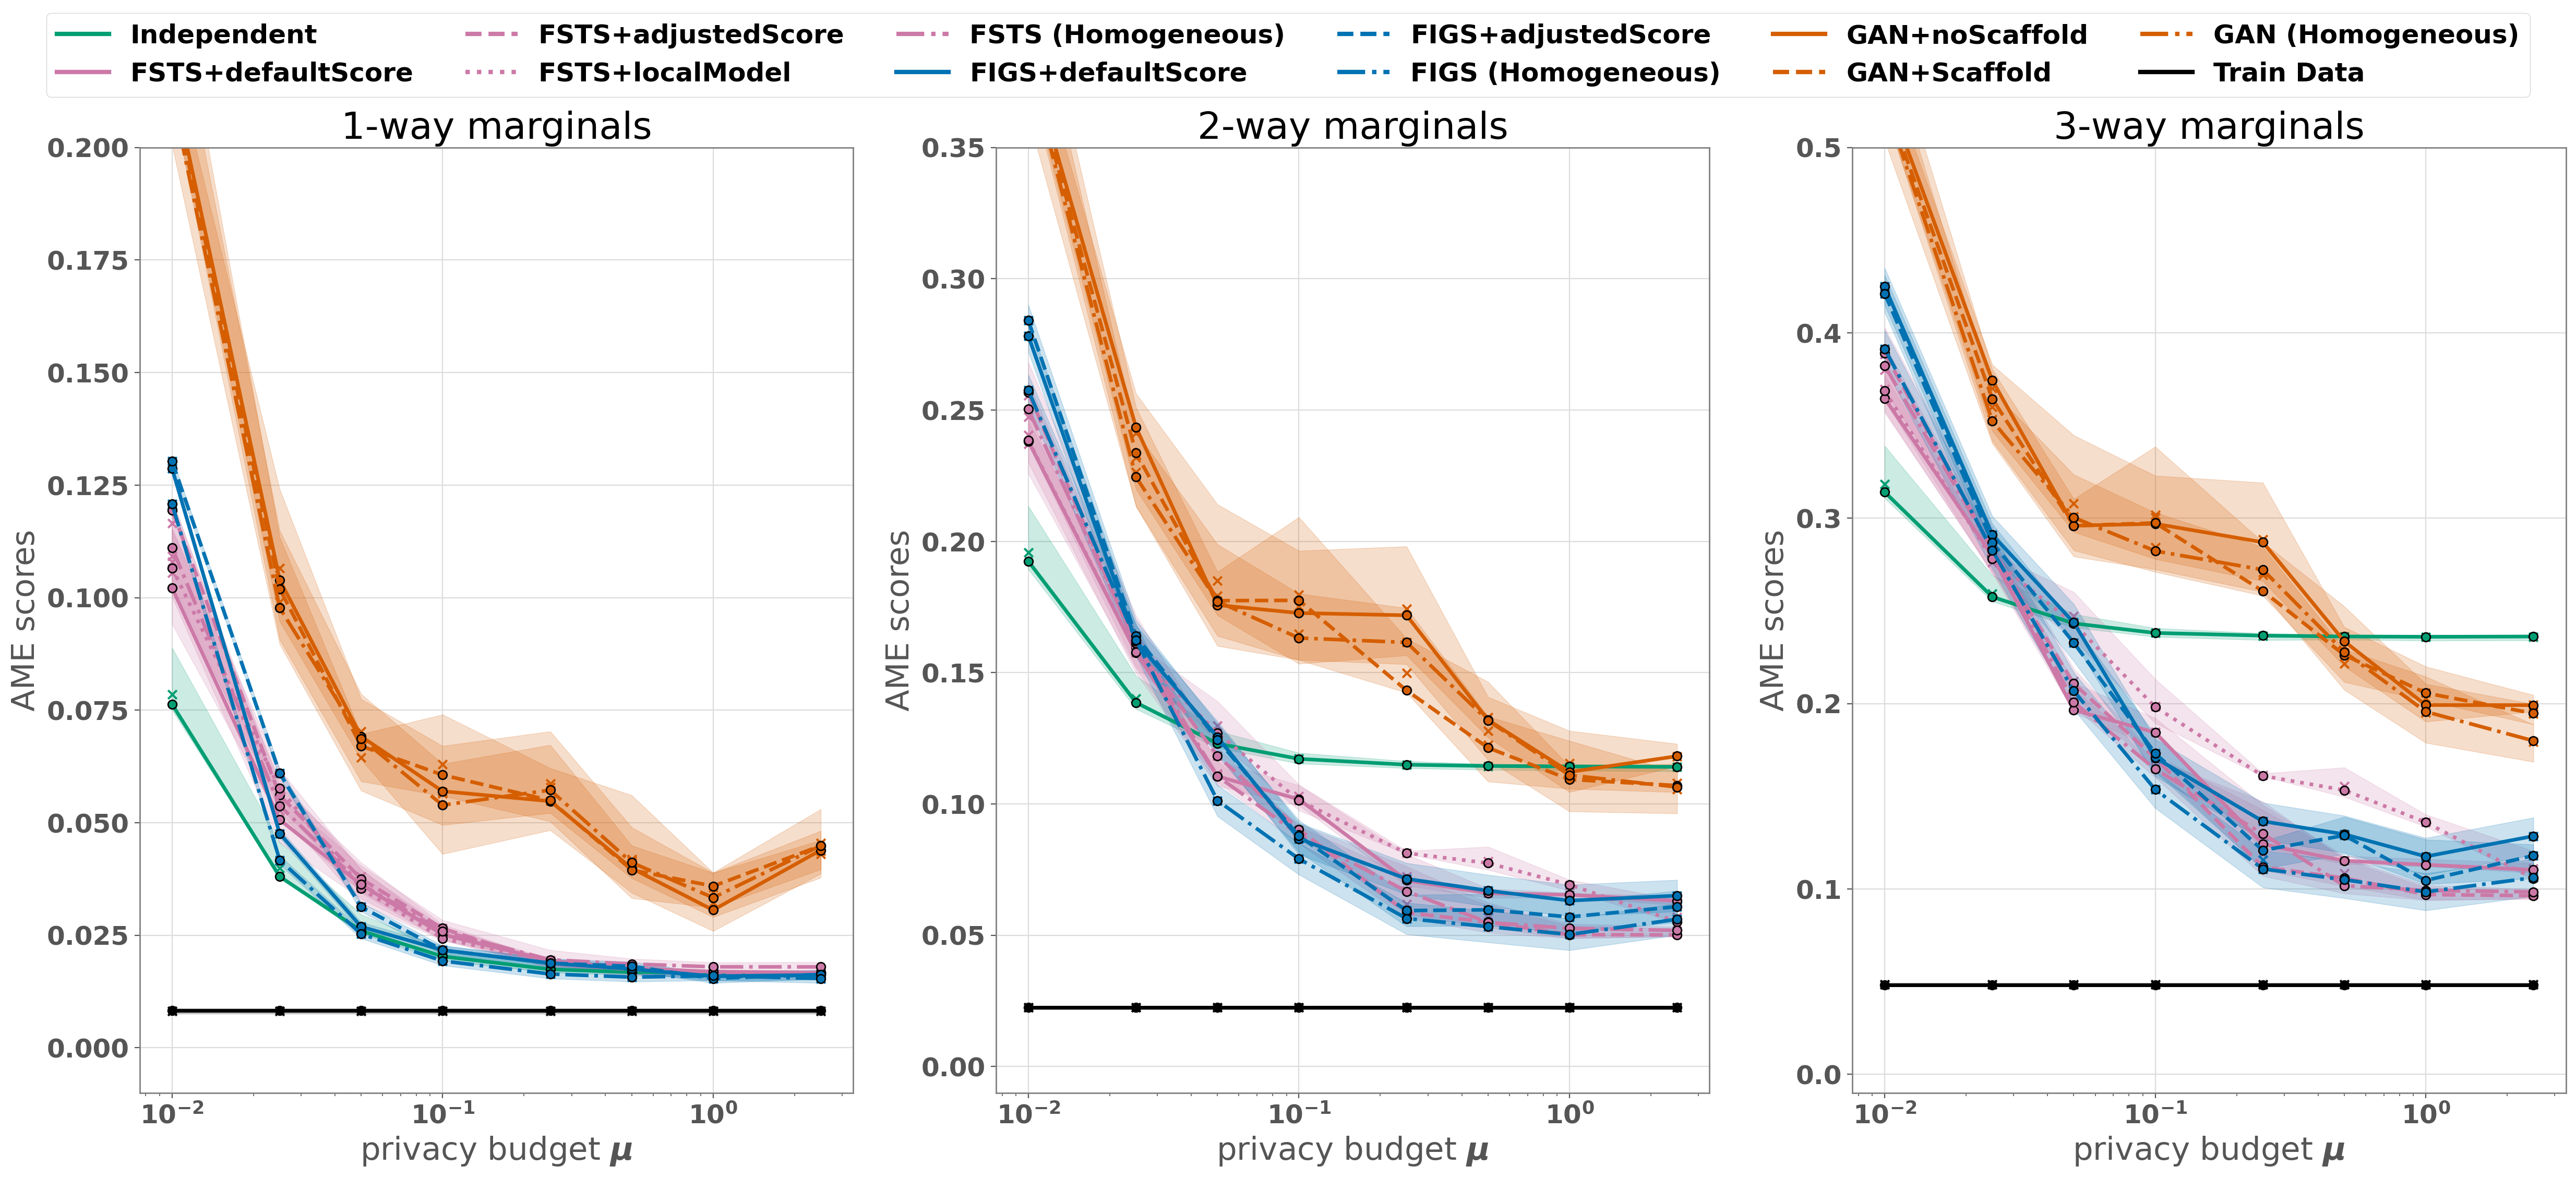 Independent FSTS+adjustedScore FSTS (Homogeneous) FIGS+adjustedScore GAN+noScaffold GAN (Homogeneous)
FSTS+defaultScore FSTS+localModel FIGS+defaultScore FIGS (Homogeneous) GAN+Scaffold Train Data
1-way marginals
0.200
0.175
0.150
0.125
0.100
0.075
0.050
0.025
0.000
AME scores
10⁻² 10⁻¹ 10⁰
privacy budget μ
2-way marginals
0.35
0.30
0.25
0.20
0.15
0.10
0.05
0.00
AME scores
10⁻² 10⁻¹ 10⁰
privacy budget μ
3-way marginals
0.5
0.4
0.3
0.2
0.1
0.0
AME scores
10⁻² 10⁻¹ 10⁰
privacy budget μ